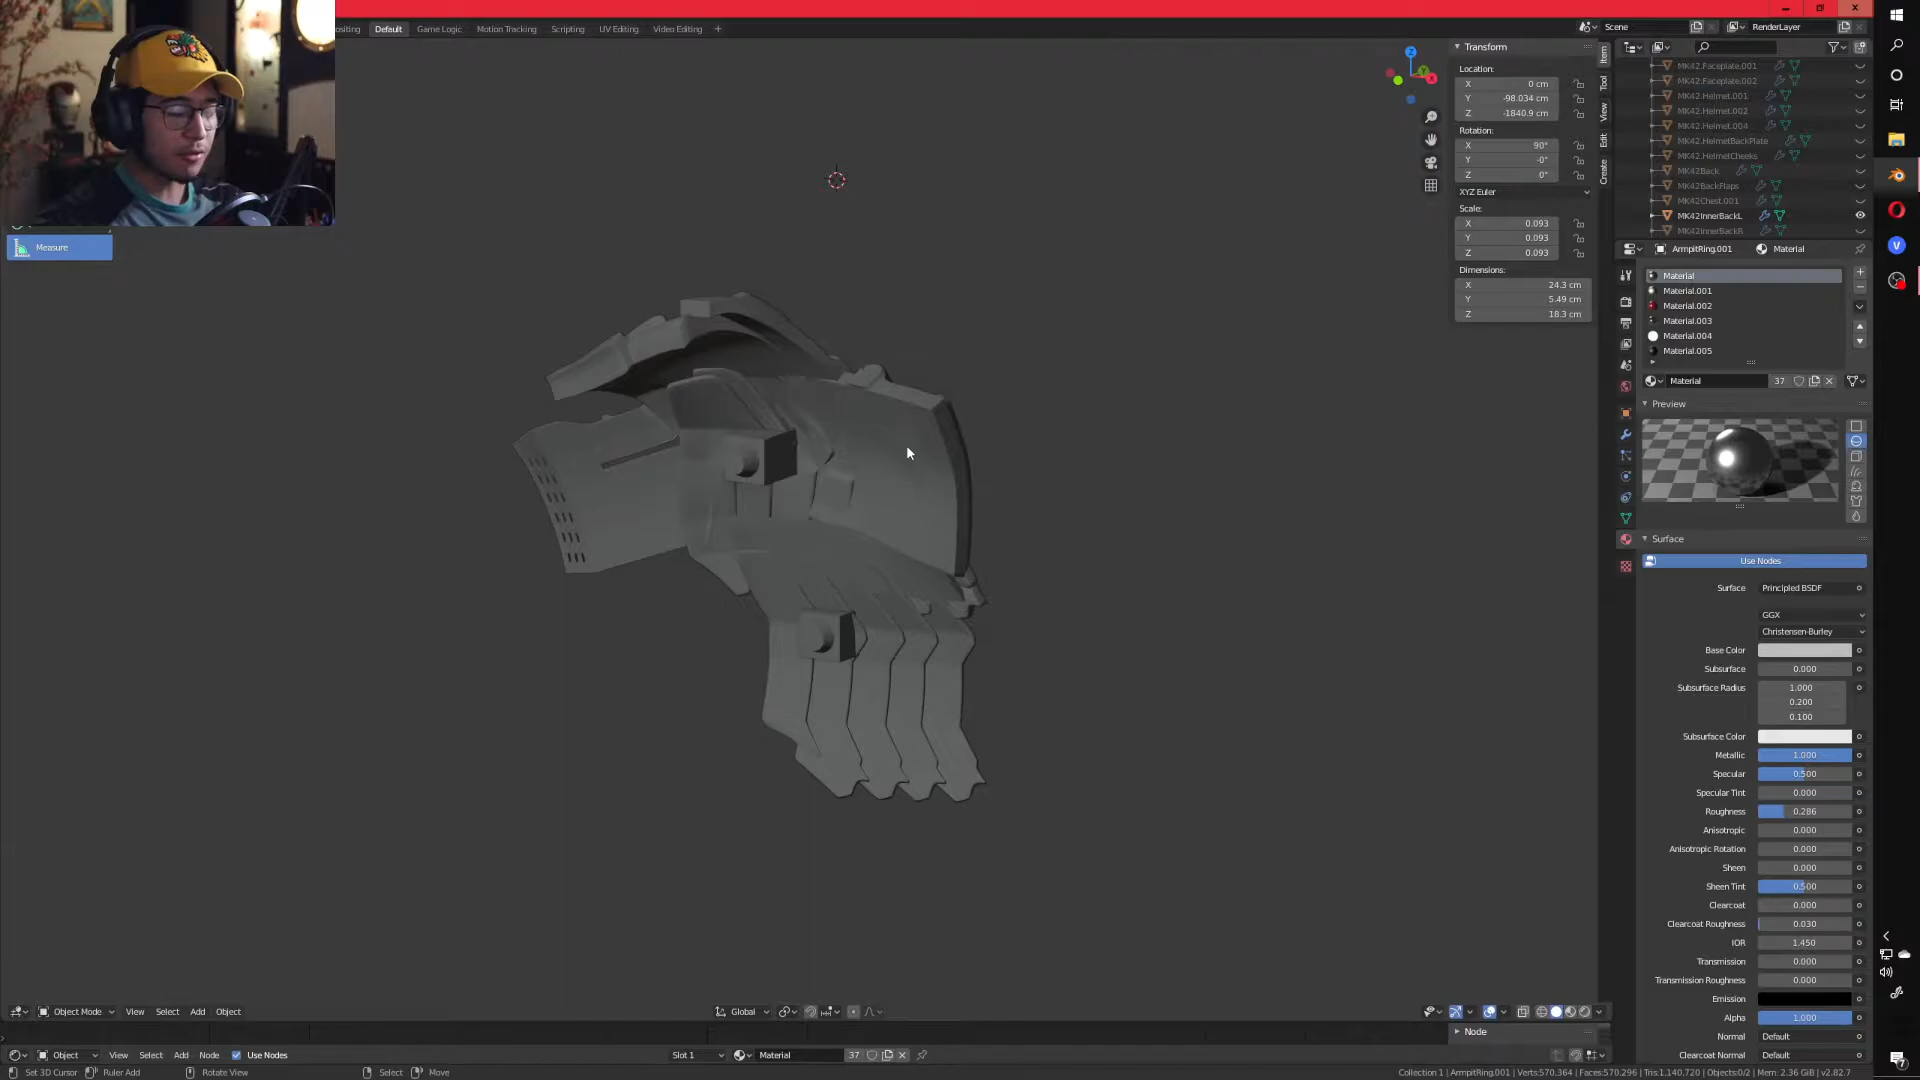 ositing
Default
Game Logic
Motion Tracking
Scripting
UV Editing
Video Editing
+
Scene
RenderLayer
Measure
Transform
Location:
X 0 cm
Y -98.034 cm
Z -1840.9 cm
Rotation:
X 90°
Y -0°
Z 0°
XYZ Euler
Scale:
X 0.093
Y 0.093
Z 0.093
Dimensions:
X 24.3 cm
Y 5.49 cm
Z 18.3 cm
Item
Tool
View
Edit
Create
MK42.Faceplate.001
MK42.Faceplate.002
MK42.Helmet.001
MK42.Helmet.002
MK42.Helmet.004
MK42.HelmetBackPlate
MK42.HelmetCheeks
MK42Back
MK42BackFlaps
MK42Chest.001
MK42InnerBackL
MK42InnerBackR
ArmpitRing.001 Material
Material
Material.001
Material.002
Material.003
Material.004
Material.005
Material 37
Preview
Surface
Use Nodes
Surface Principled BSDF
GGX
Christensen-Burley
Base Color
Subsurface 0.000
Subsurface Radius 1.000
0.200
0.100
Subsurface Color
Metallic 1.000
Specular 0.500
Specular Tint 0.000
Roughness 0.286
Anisotropic 0.000
Anisotropic Rotation 0.000
Sheen 0.000
Sheen Tint 0.500
Clearcoat 0.000
Clearcoat Roughness 0.030
IOR 1.450
Transmission 0.000
Transmission Roughness 0.000
Emission
Alpha 1.000
Normal Default
Clearcoat Normal Default
Object Mode View Select Add Object
Global
Node
Object View Select Add Node Use Nodes
Slot 1 Material 37
Set 3D Cursor Ruler Add Rotate View Select Move
Collection 1 | ArmpitRing.001 | Verts:570,364 | Faces:570,296 | Tris:1,140,720 | Objects:0/2 | Mem: 2.36 GiB | v2.82.7